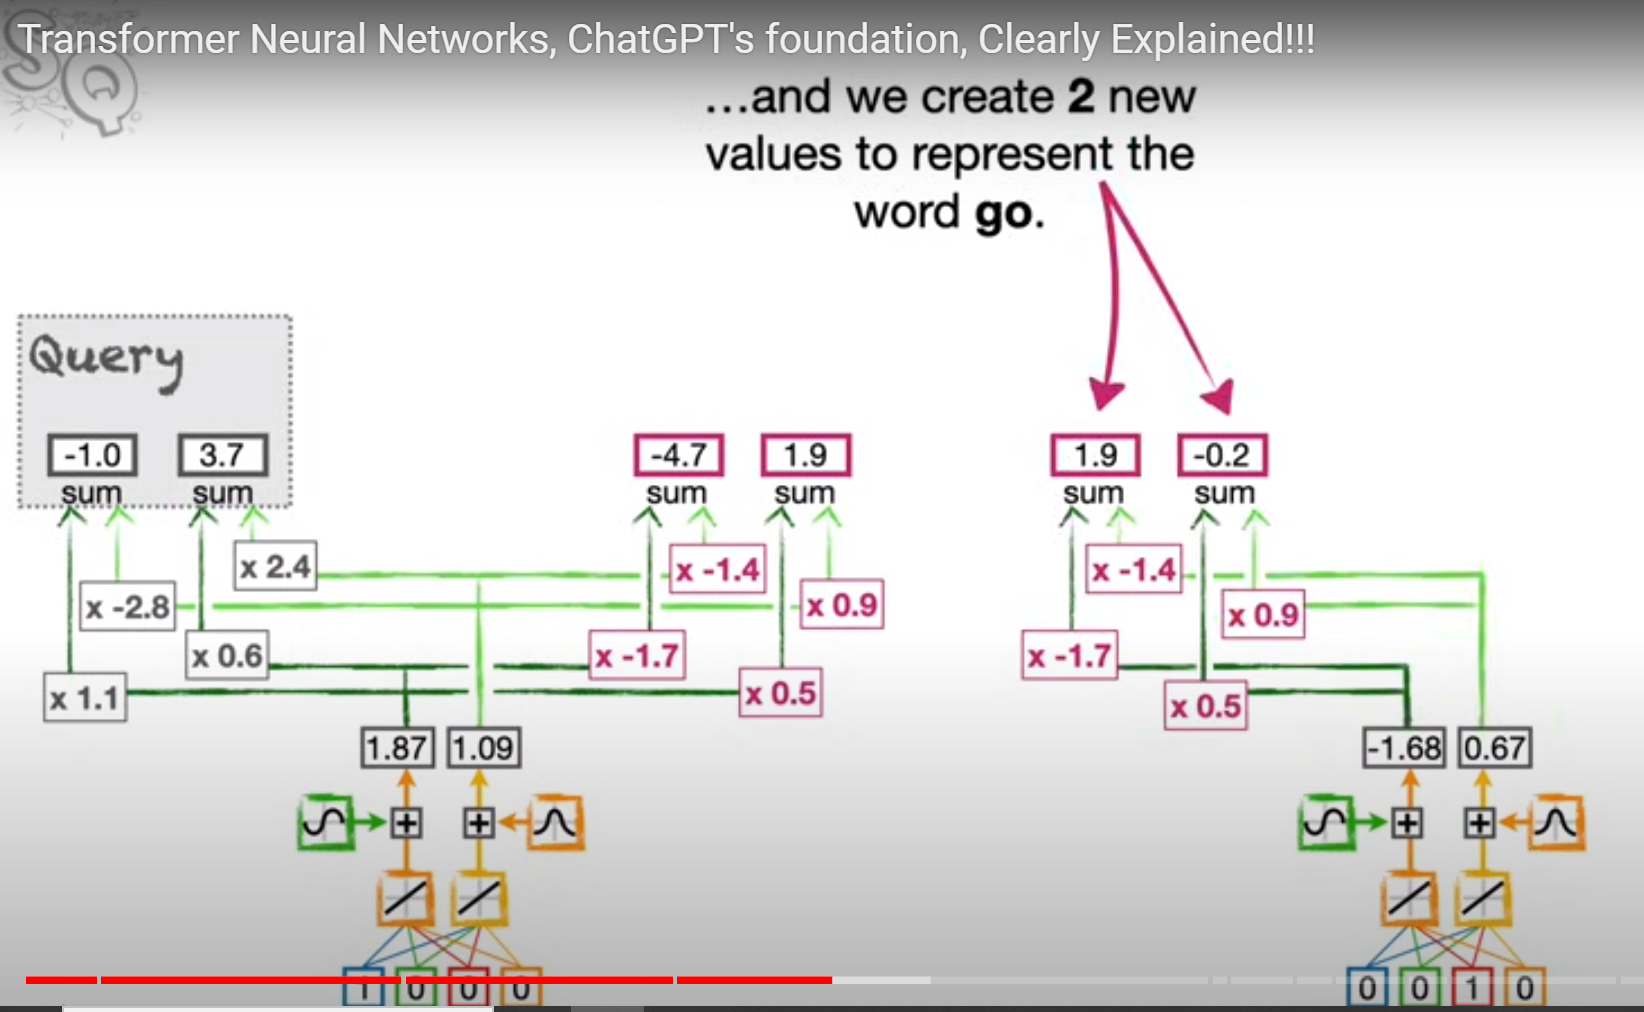 Transformer Neural Networks, ChatGPT's foundation, Clearly Explained!!!
SQ
...and we create 2 new
values to represent the
word go.
Query
-1.0 3.7 -4.7 1.9 1.9 -0.2
sum sum sum sum sum sum
x 2.4 x -1.4 x -1.4
x -2.8 x 0.9 x 0.9
x 0.6 x -1.7 x -1.7
x 1.1 x 0.5 x 0.5
1.87 1.09 -1.68 0.67
+ + + +
1 0 0 0 0 0 1 0